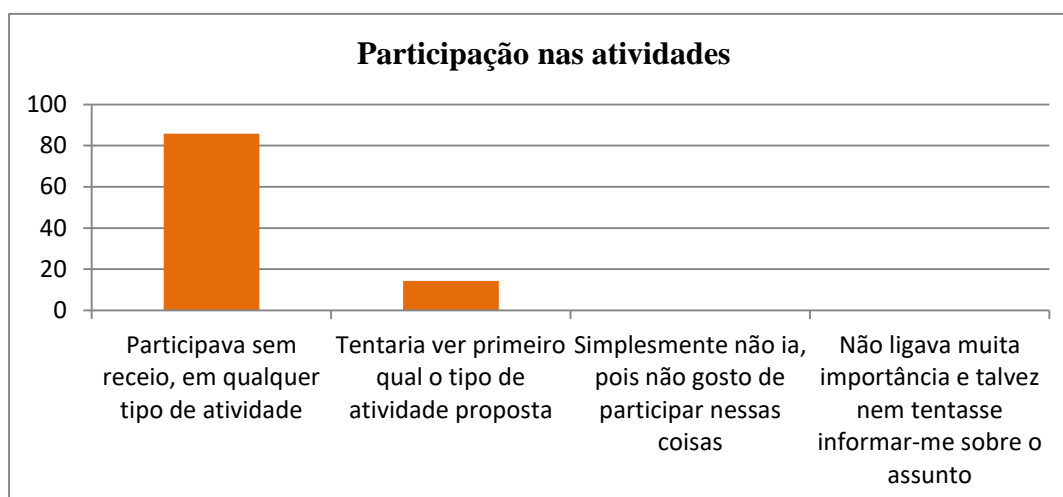 Participação nas atividades
100
80
60
40
20
0
Participava sem
receio, em qualquer
tipo de atividade
Tentaria ver primeiro
qual o tipo de
atividade proposta
Simplesmente não ia,
pois não gosto de
participar nessas
coisas
Não ligava muita
importância e talvez
nem tentasse
informar-me sobre o
assunto